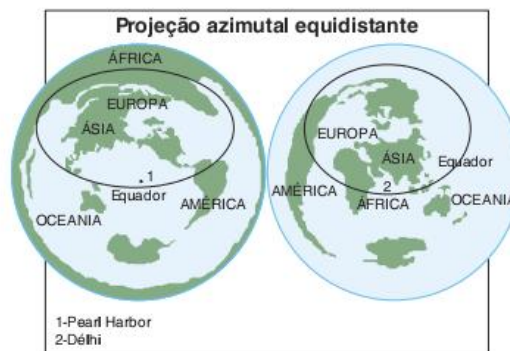 Projeção azimutal equidistante
ÁFRICA
EUROPA
ÁSIA
1
Equador
OCEANIA
AMÉRICA
EUROPA
ÁSIA
Equador
AMÉRICA
2
ÁFRICA
OCEANIA
1-Pearl Harbor
2-Délhi